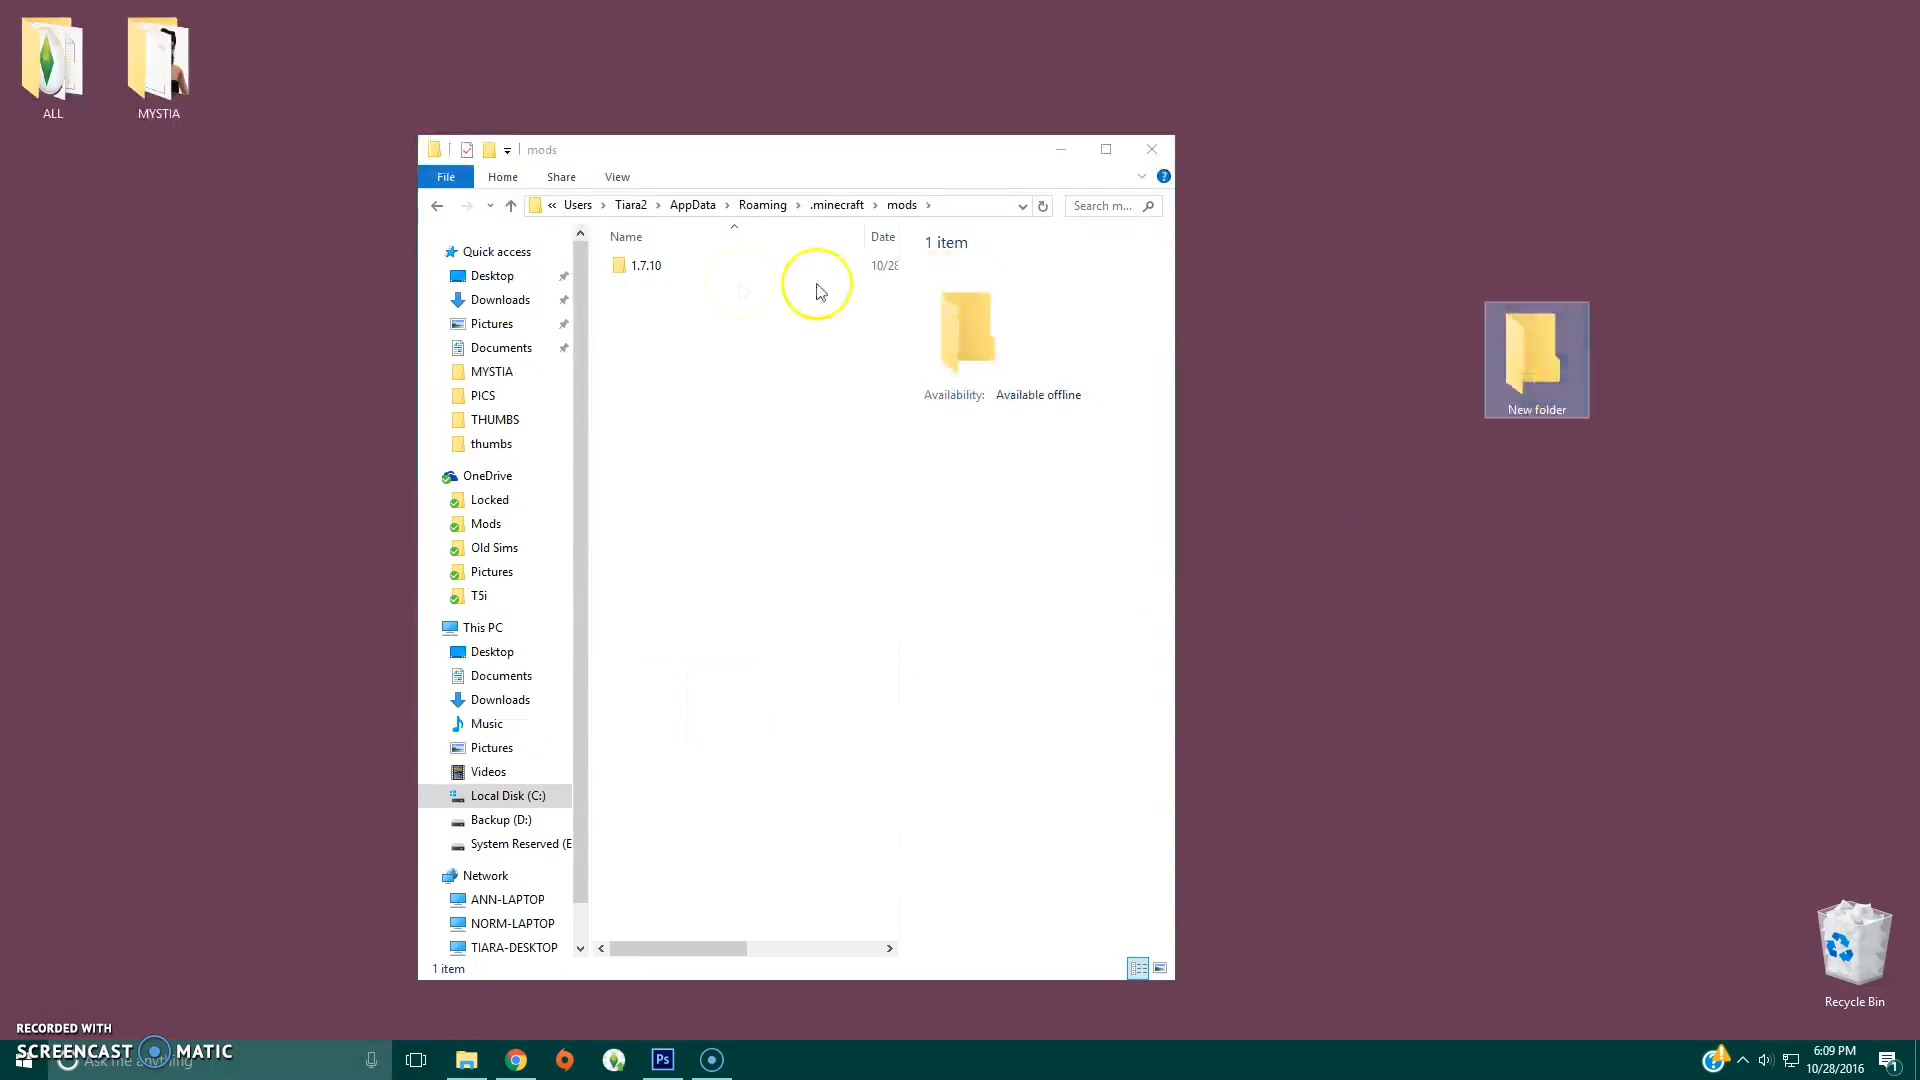 ALL
MYSTIA
mods
File Home Share View
« Users Tiara2 AppData Roaming .minecraft mods
Search m...
Name Date
1.7.10 10/28
1 item
Availability: Available offline
Quick access
Desktop
Downloads
Pictures
Documents
MYSTIA
PICS
THUMBS
thumbs
OneDrive
Locked
Mods
Old Sims
Pictures
T5i
This PC
Desktop
Documents
Downloads
Music
Pictures
Videos
Local Disk (C:)
Backup (D:)
System Reserved (E
Network
ANN-LAPTOP
NORM-LAPTOP
TIARA-DESKTOP
1 item
New folder
Recycle Bin
RECORDED WITH
SCREENCAST MATIC
Ask me anything
Ps
6:09 PM
10/28/2016
1